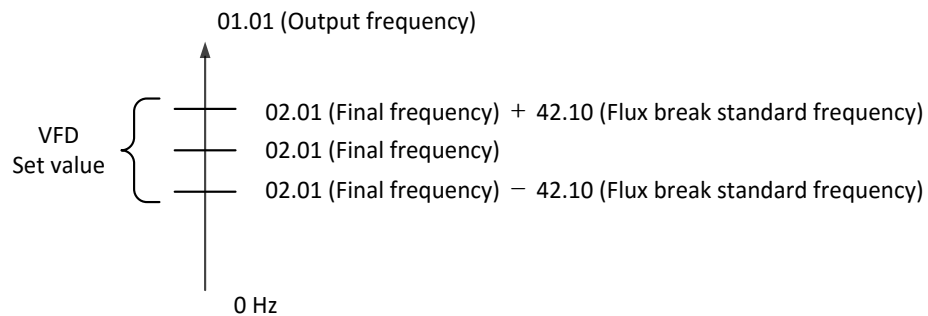 01.01 (Output frequency)
02.01 (Final frequency) + 42.10 (Flux break standard frequency)
VFD
Set value
02.01 (Final frequency)
02.01 (Final frequency) − 42.10 (Flux break standard frequency)
0 Hz